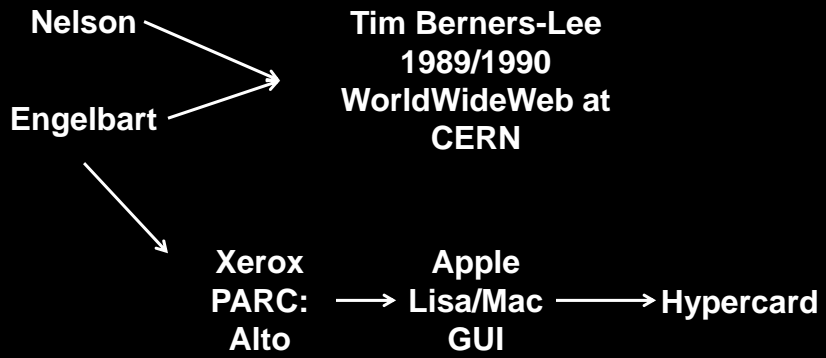 Nelson
Engelbart
Tim Berners-Lee
1989/1990
WorldWideWeb at
CERN
Xerox
PARC:
Alto
Apple
Lisa/Mac
GUI
Hypercard